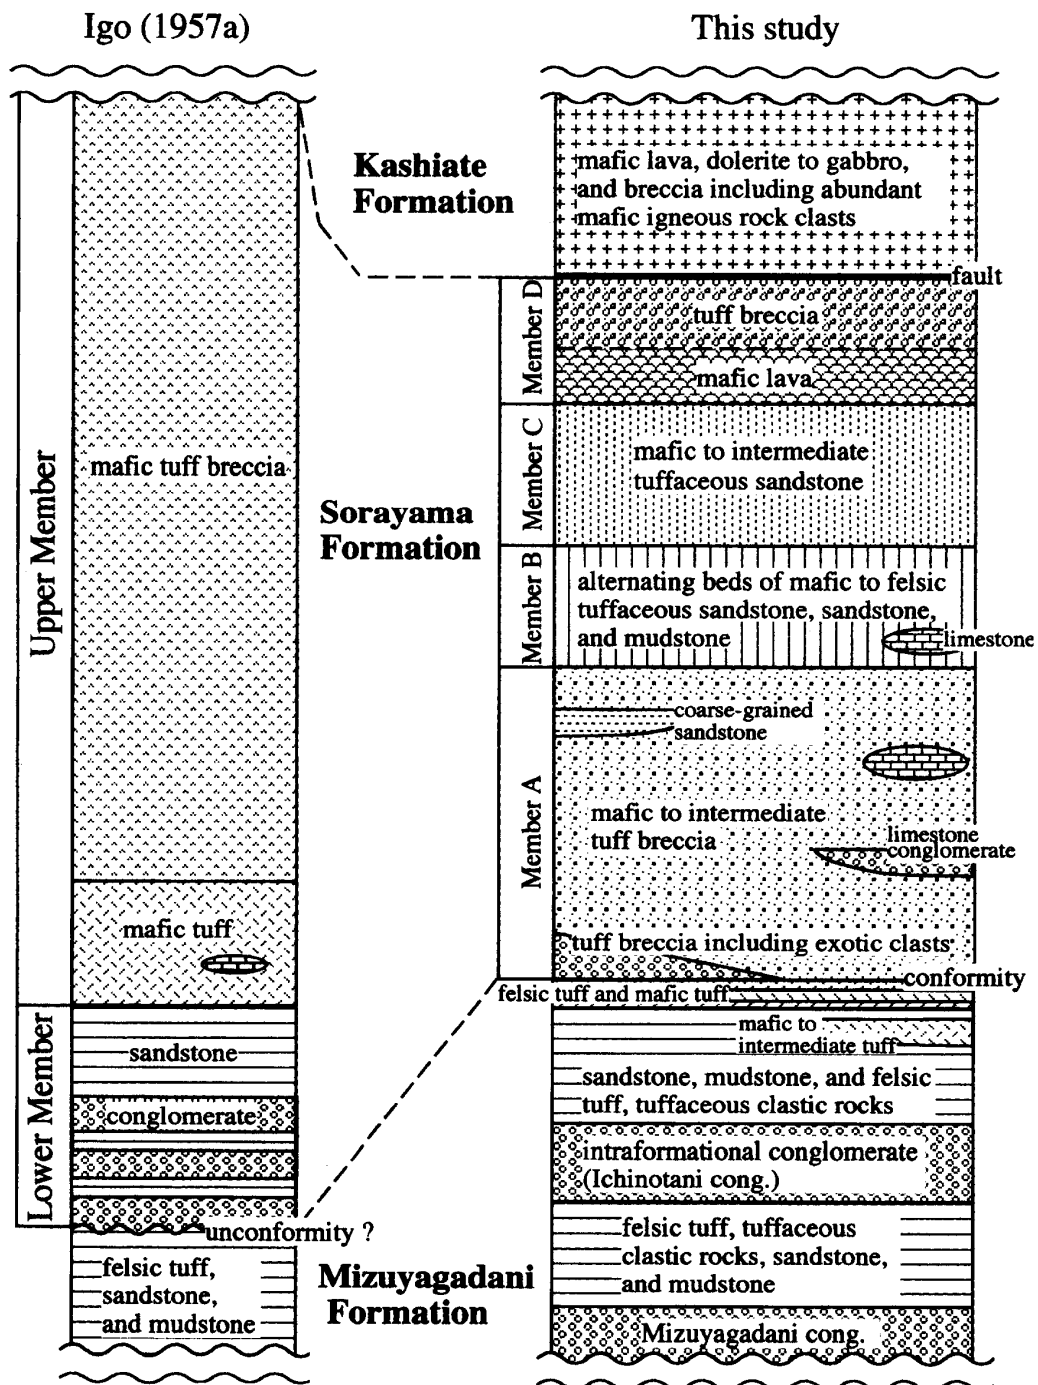 Igo (1957a)
Upper Member
mafic tuff breccia
mafic tuff
Lower Member
sandstone
conglomerate
unconformity ?
felsic tuff,
sandstone,
and mudstone
Kashiate
Formation
Sorayama
Formation
Mizuyagadani
Formation
This study
mafic lava, dolerite to gabbro,
and breccia including abundant
mafic igneous rock clasts
fault
Member D
tuff breccia
mafic lava
Member C
mafic to intermediate
tuffaceous sandstone
Member B
alternating beds of mafic to felsic
tuffaceous sandstone, sandstone,
and mudstone
limestone
Member A
coarse-grained
sandstone
mafic to intermediate
tuff breccia
limestone
conglomerate
tuff breccia including exotic clasts
conformity
felsic tuff and mafic tuff
mafic to
intermediate tuff
sandstone, mudstone, and felsic
tuff, tuffaceous clastic rocks
intraformational conglomerate
(Ichinotani cong.)
felsic tuff, tuffaceous
clastic rocks, sandstone,
and mudstone
Mizuyagadani cong.